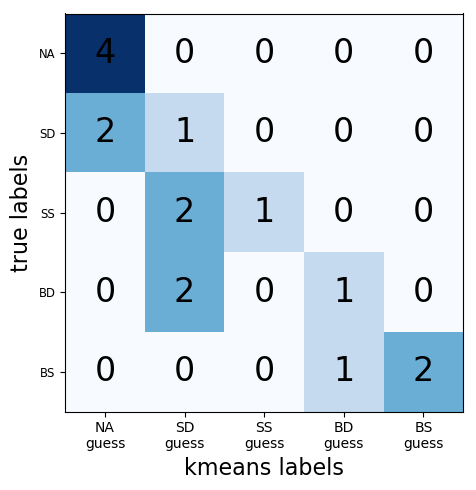 true labels
NA 4 0 0 0 0
SD 2 1 0 0 0
SS 0 2 1 0 0
BD 0 2 0 1 0
BS 0 0 0 1 2
NA SD SS BD BS
guess guess guess guess guess
kmeans labels